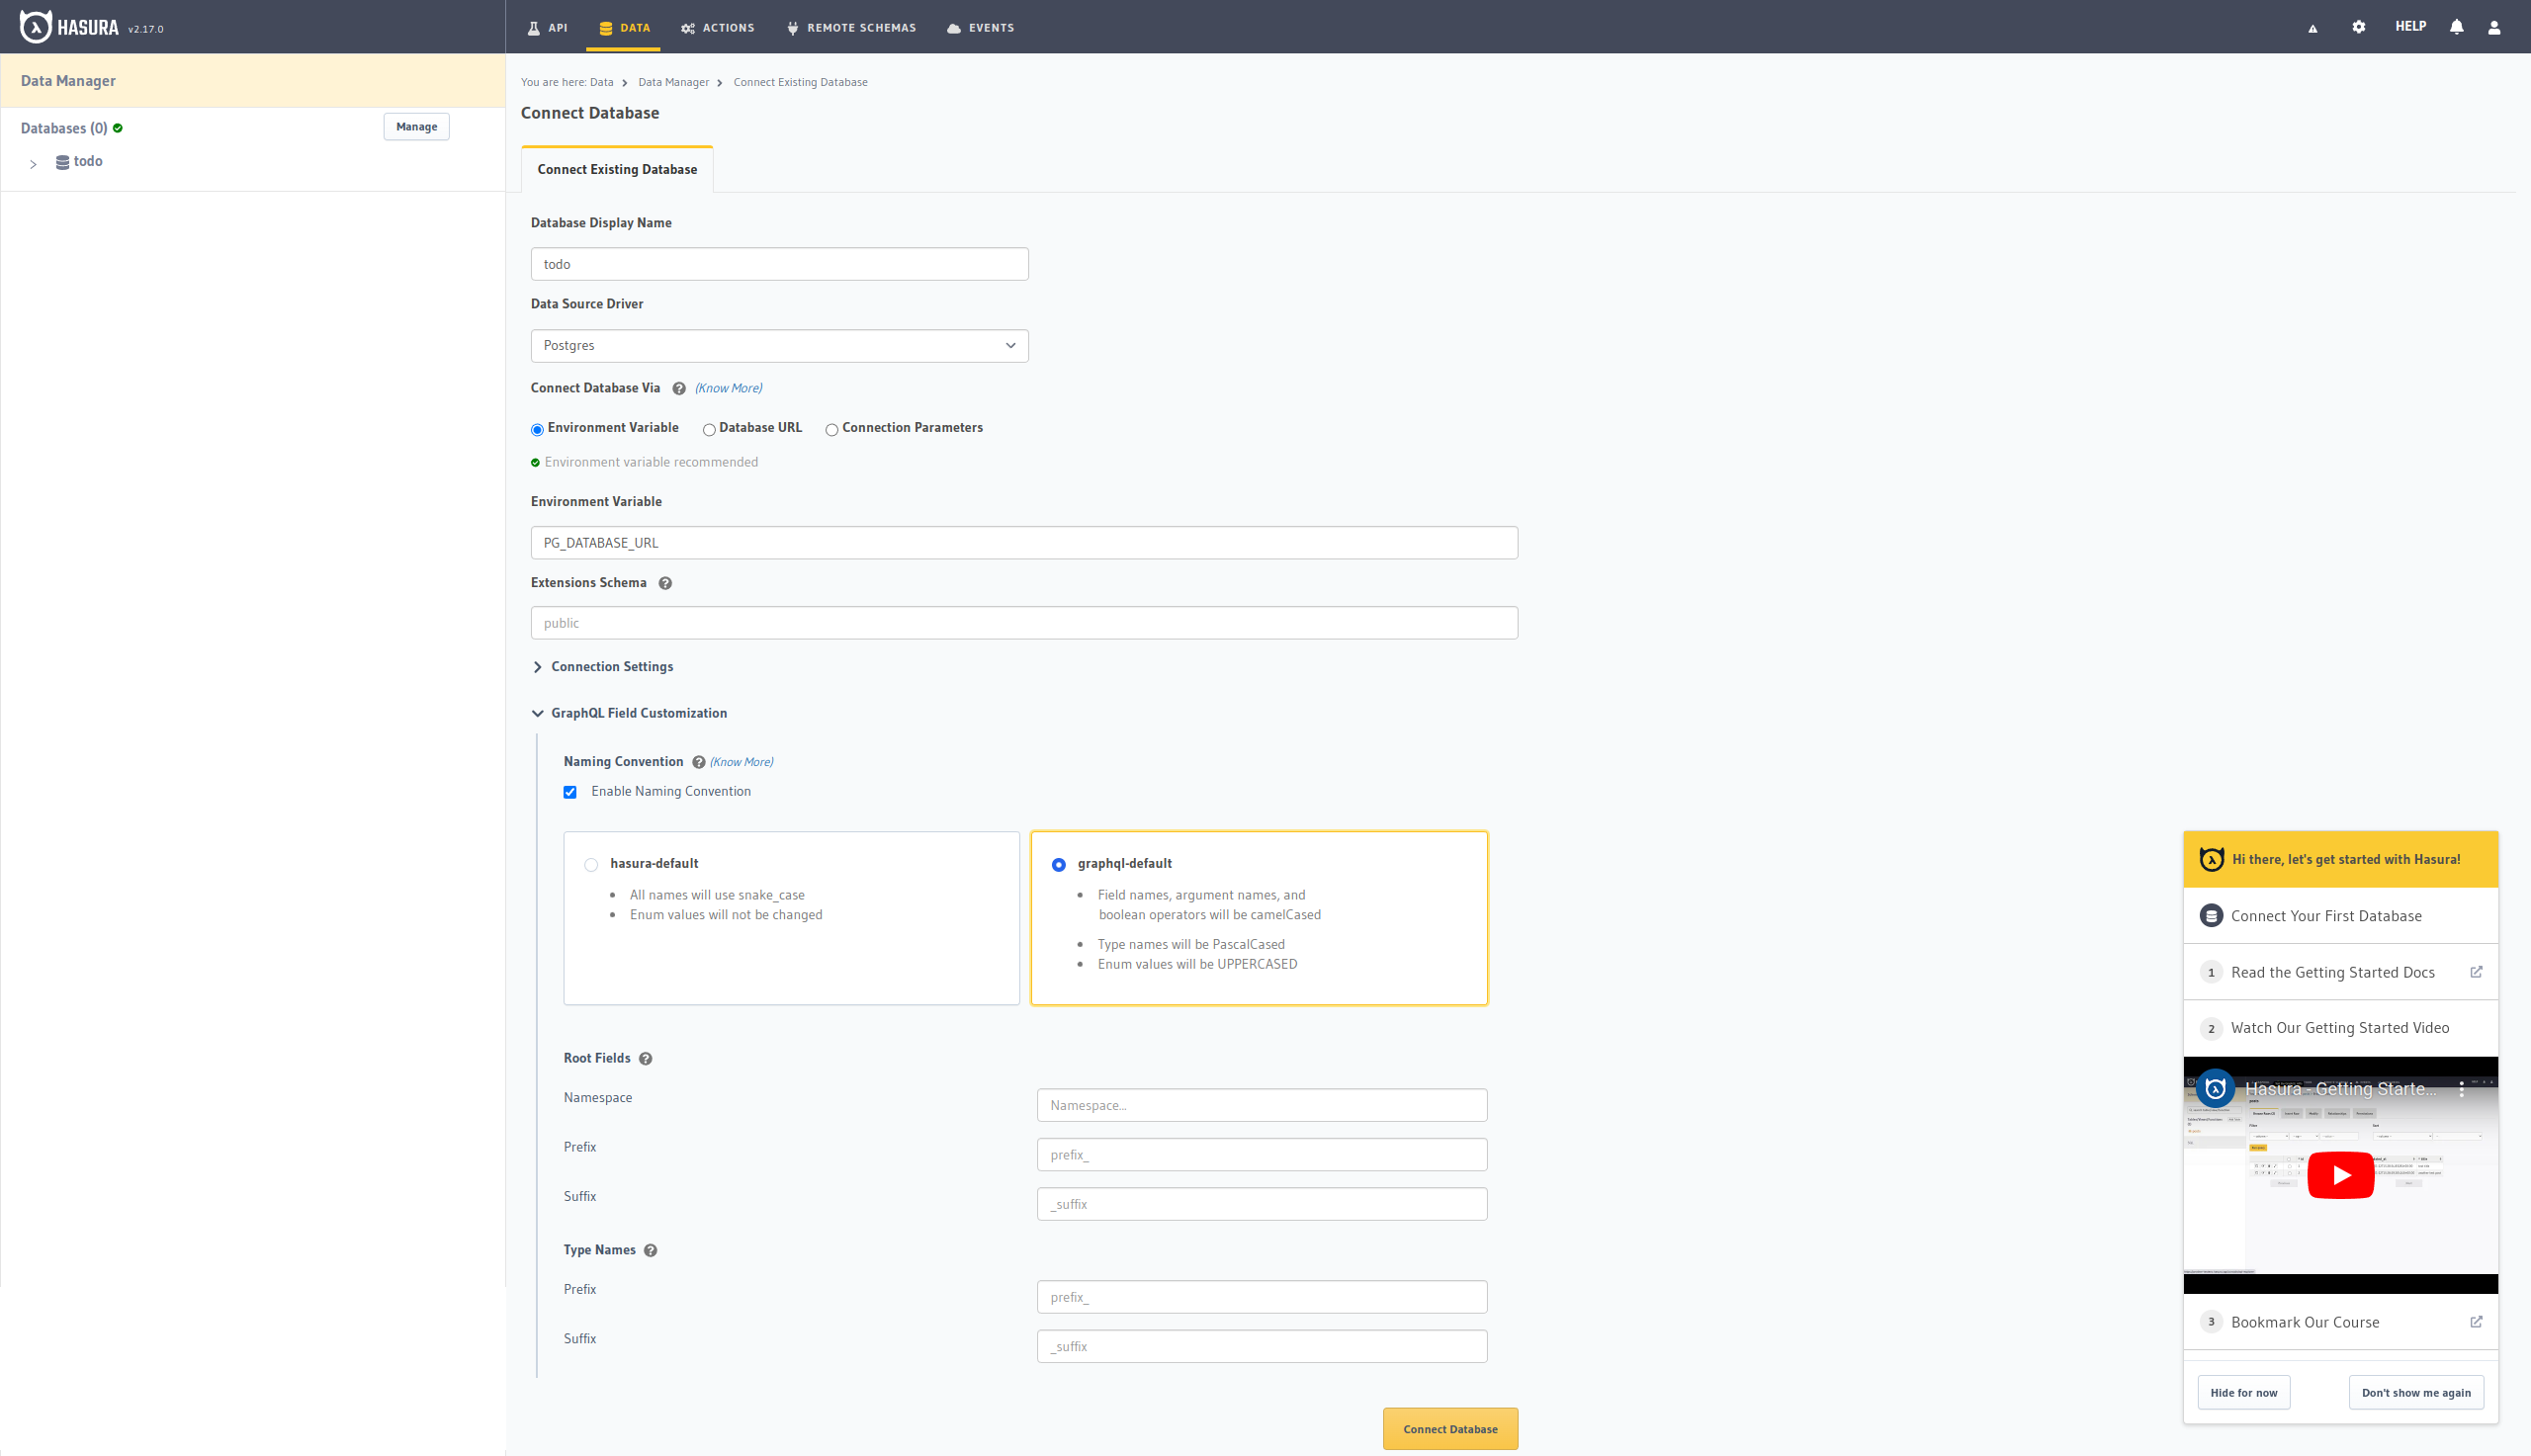 HASURA v2.17.0
API DATA ACTIONS REMOTE SCHEMAS EVENTS
HELP
Data Manager
Databases (0)
Manage
todo
You are here: Data Data Manager Connect Existing Database
Connect Database
Connect Existing Database
Database Display Name
todo
Data Source Driver
Postgres
Connect Database Via (Know More)
Environment Variable Database URL Connection Parameters
Environment variable recommended
Environment Variable
PG_DATABASE_URL
Extensions Schema
public
Connection Settings
GraphQL Field Customization
Naming Convention (Know More)
Enable Naming Convention
hasura-default
All names will use snake_case
Enum values will not be changed
graphql-default
Field names, argument names, and
boolean operators will be camelCased
Type names will be PascalCased
Enum values will be UPPERCASED
Root Fields
Namespace
Namespace...
Prefix
prefix_
Suffix
_suffix
Type Names
Prefix
prefix_
Suffix
_suffix
Connect Database
Hi there, let's get started with Hasura!
Connect Your First Database
1 Read the Getting Started Docs
2 Watch Our Getting Started Video
Hasura - Getting Starte...
3 Bookmark Our Course
Hide for now
Don't show me again